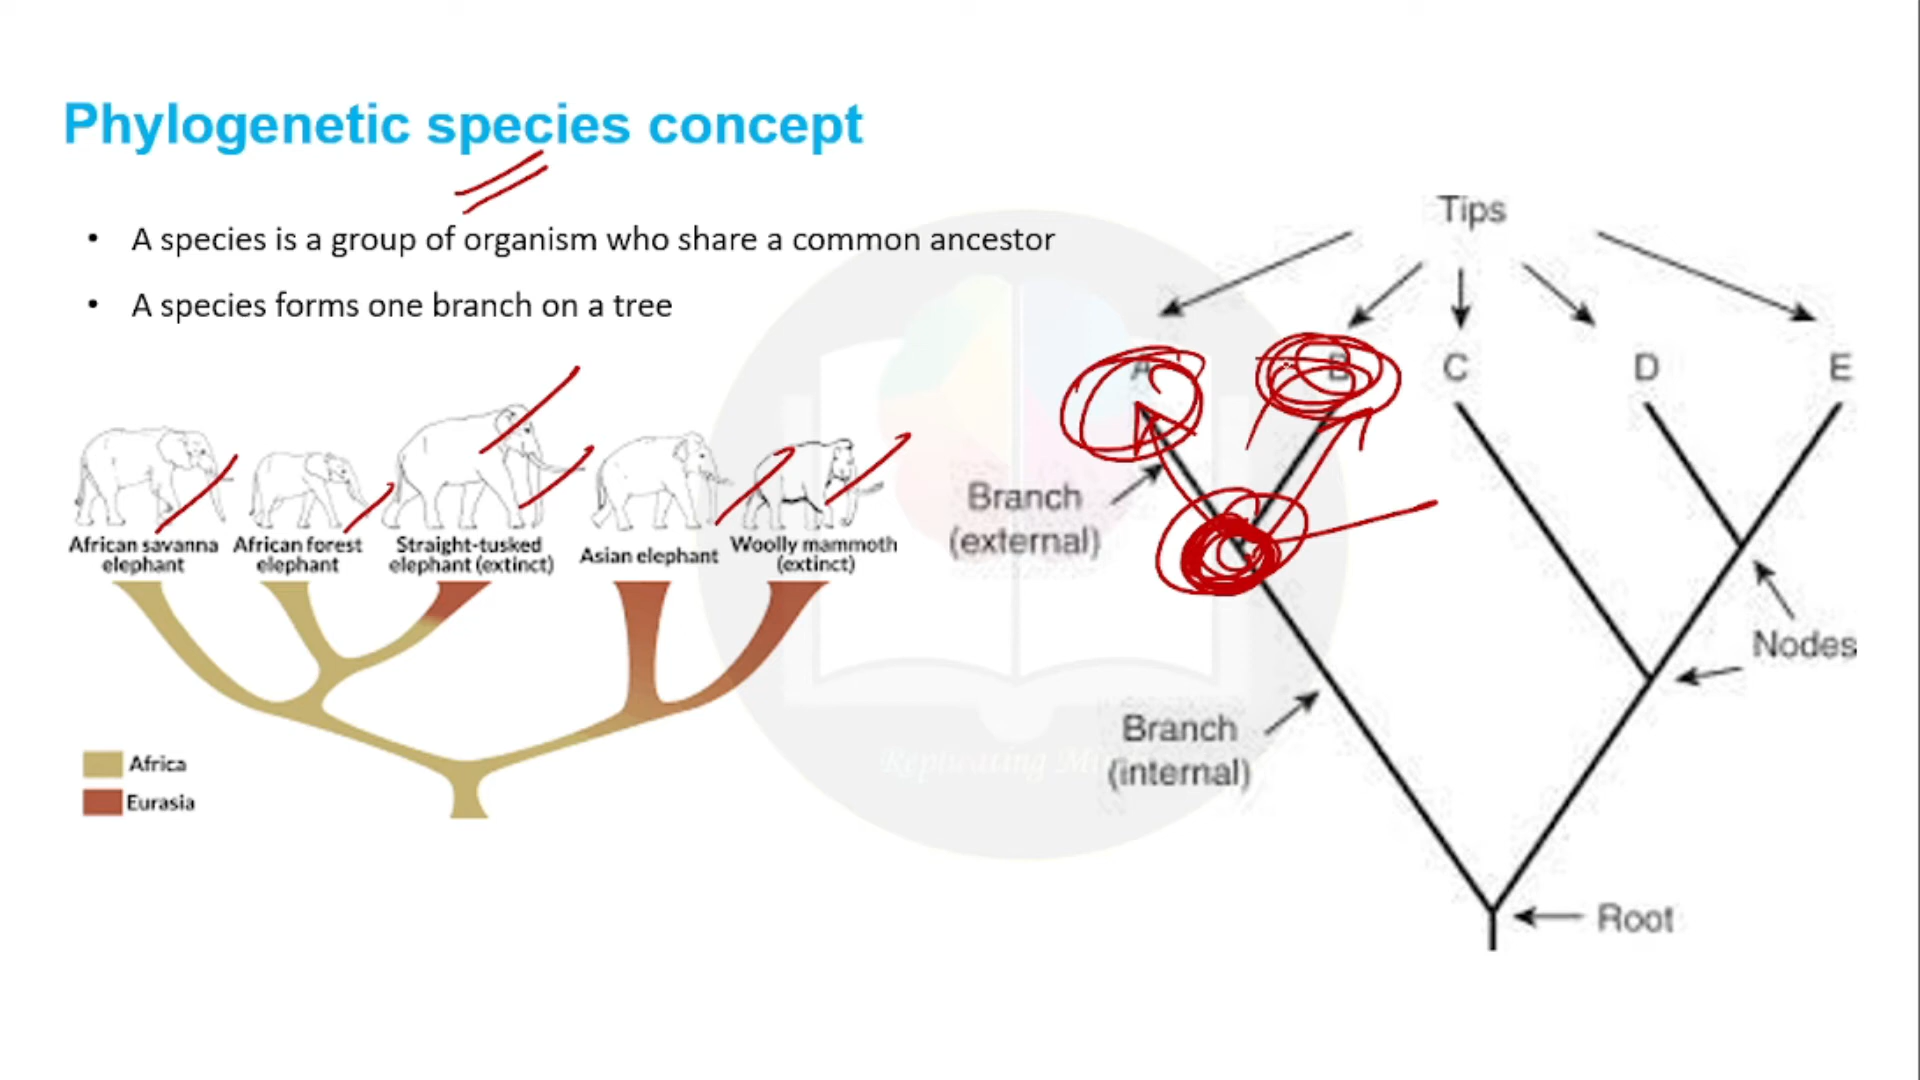 Phylogenetic species concept
• A species is a group of organism who share a common ancestor
• A species forms one branch on a tree
African savanna
elephant
African forest
elephant
Straight-tusked
elephant (extinct)
Asian elephant
Woolly mammoth
(extinct)
Africa
Eurasia
Tips
A B C D E
Branch
(external)
Nodes
Branch
(internal)
Root